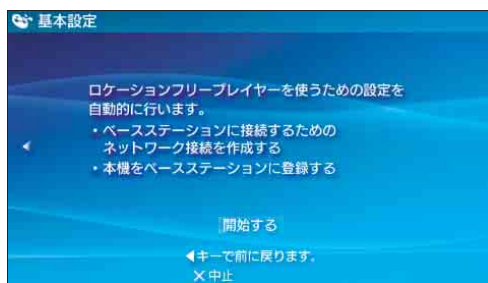 基本設定
ロケーションフリープレイヤーを使うための設定を
自動的に行います。
・ベースステーションに接続するための
ネットワーク接続を作成する
・本機をベースステーションに登録する
開始する
◀キーで前に戻ります。
✕中止